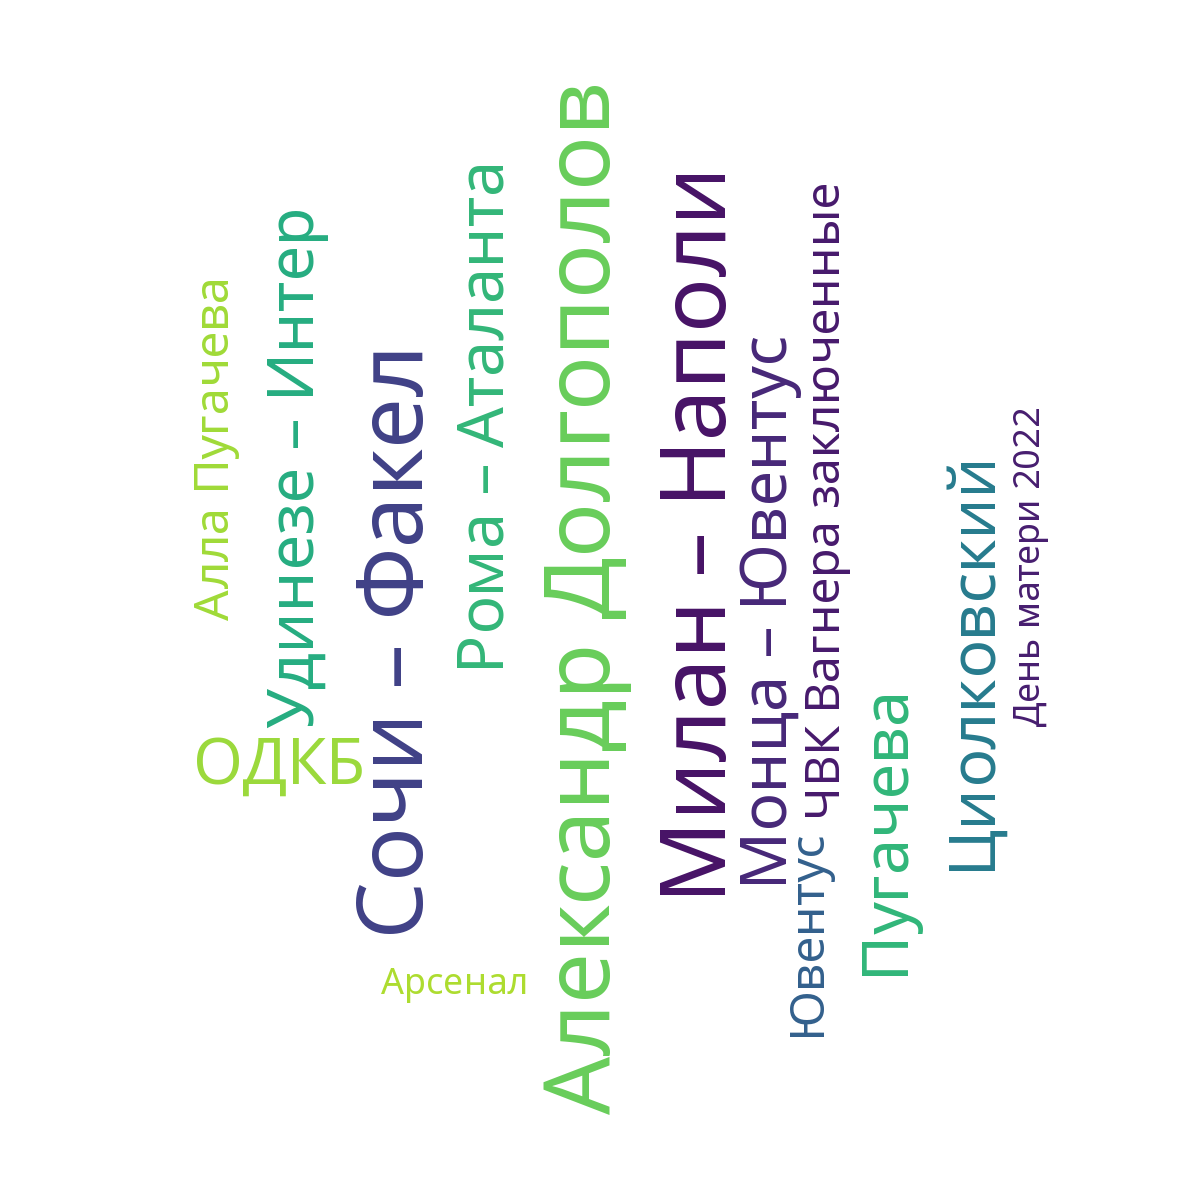 Алла Пугачева
Удинезе – Интер
ОДКБ
Сочи – Факел
Рома – Аталанта
Арсенал
Александр Долгополов
Милан – Наполи
Монца – Ювентус
ЧВК Вагнера заключенные
Ювентус
Пугачева
Циолковский
День матери 2022